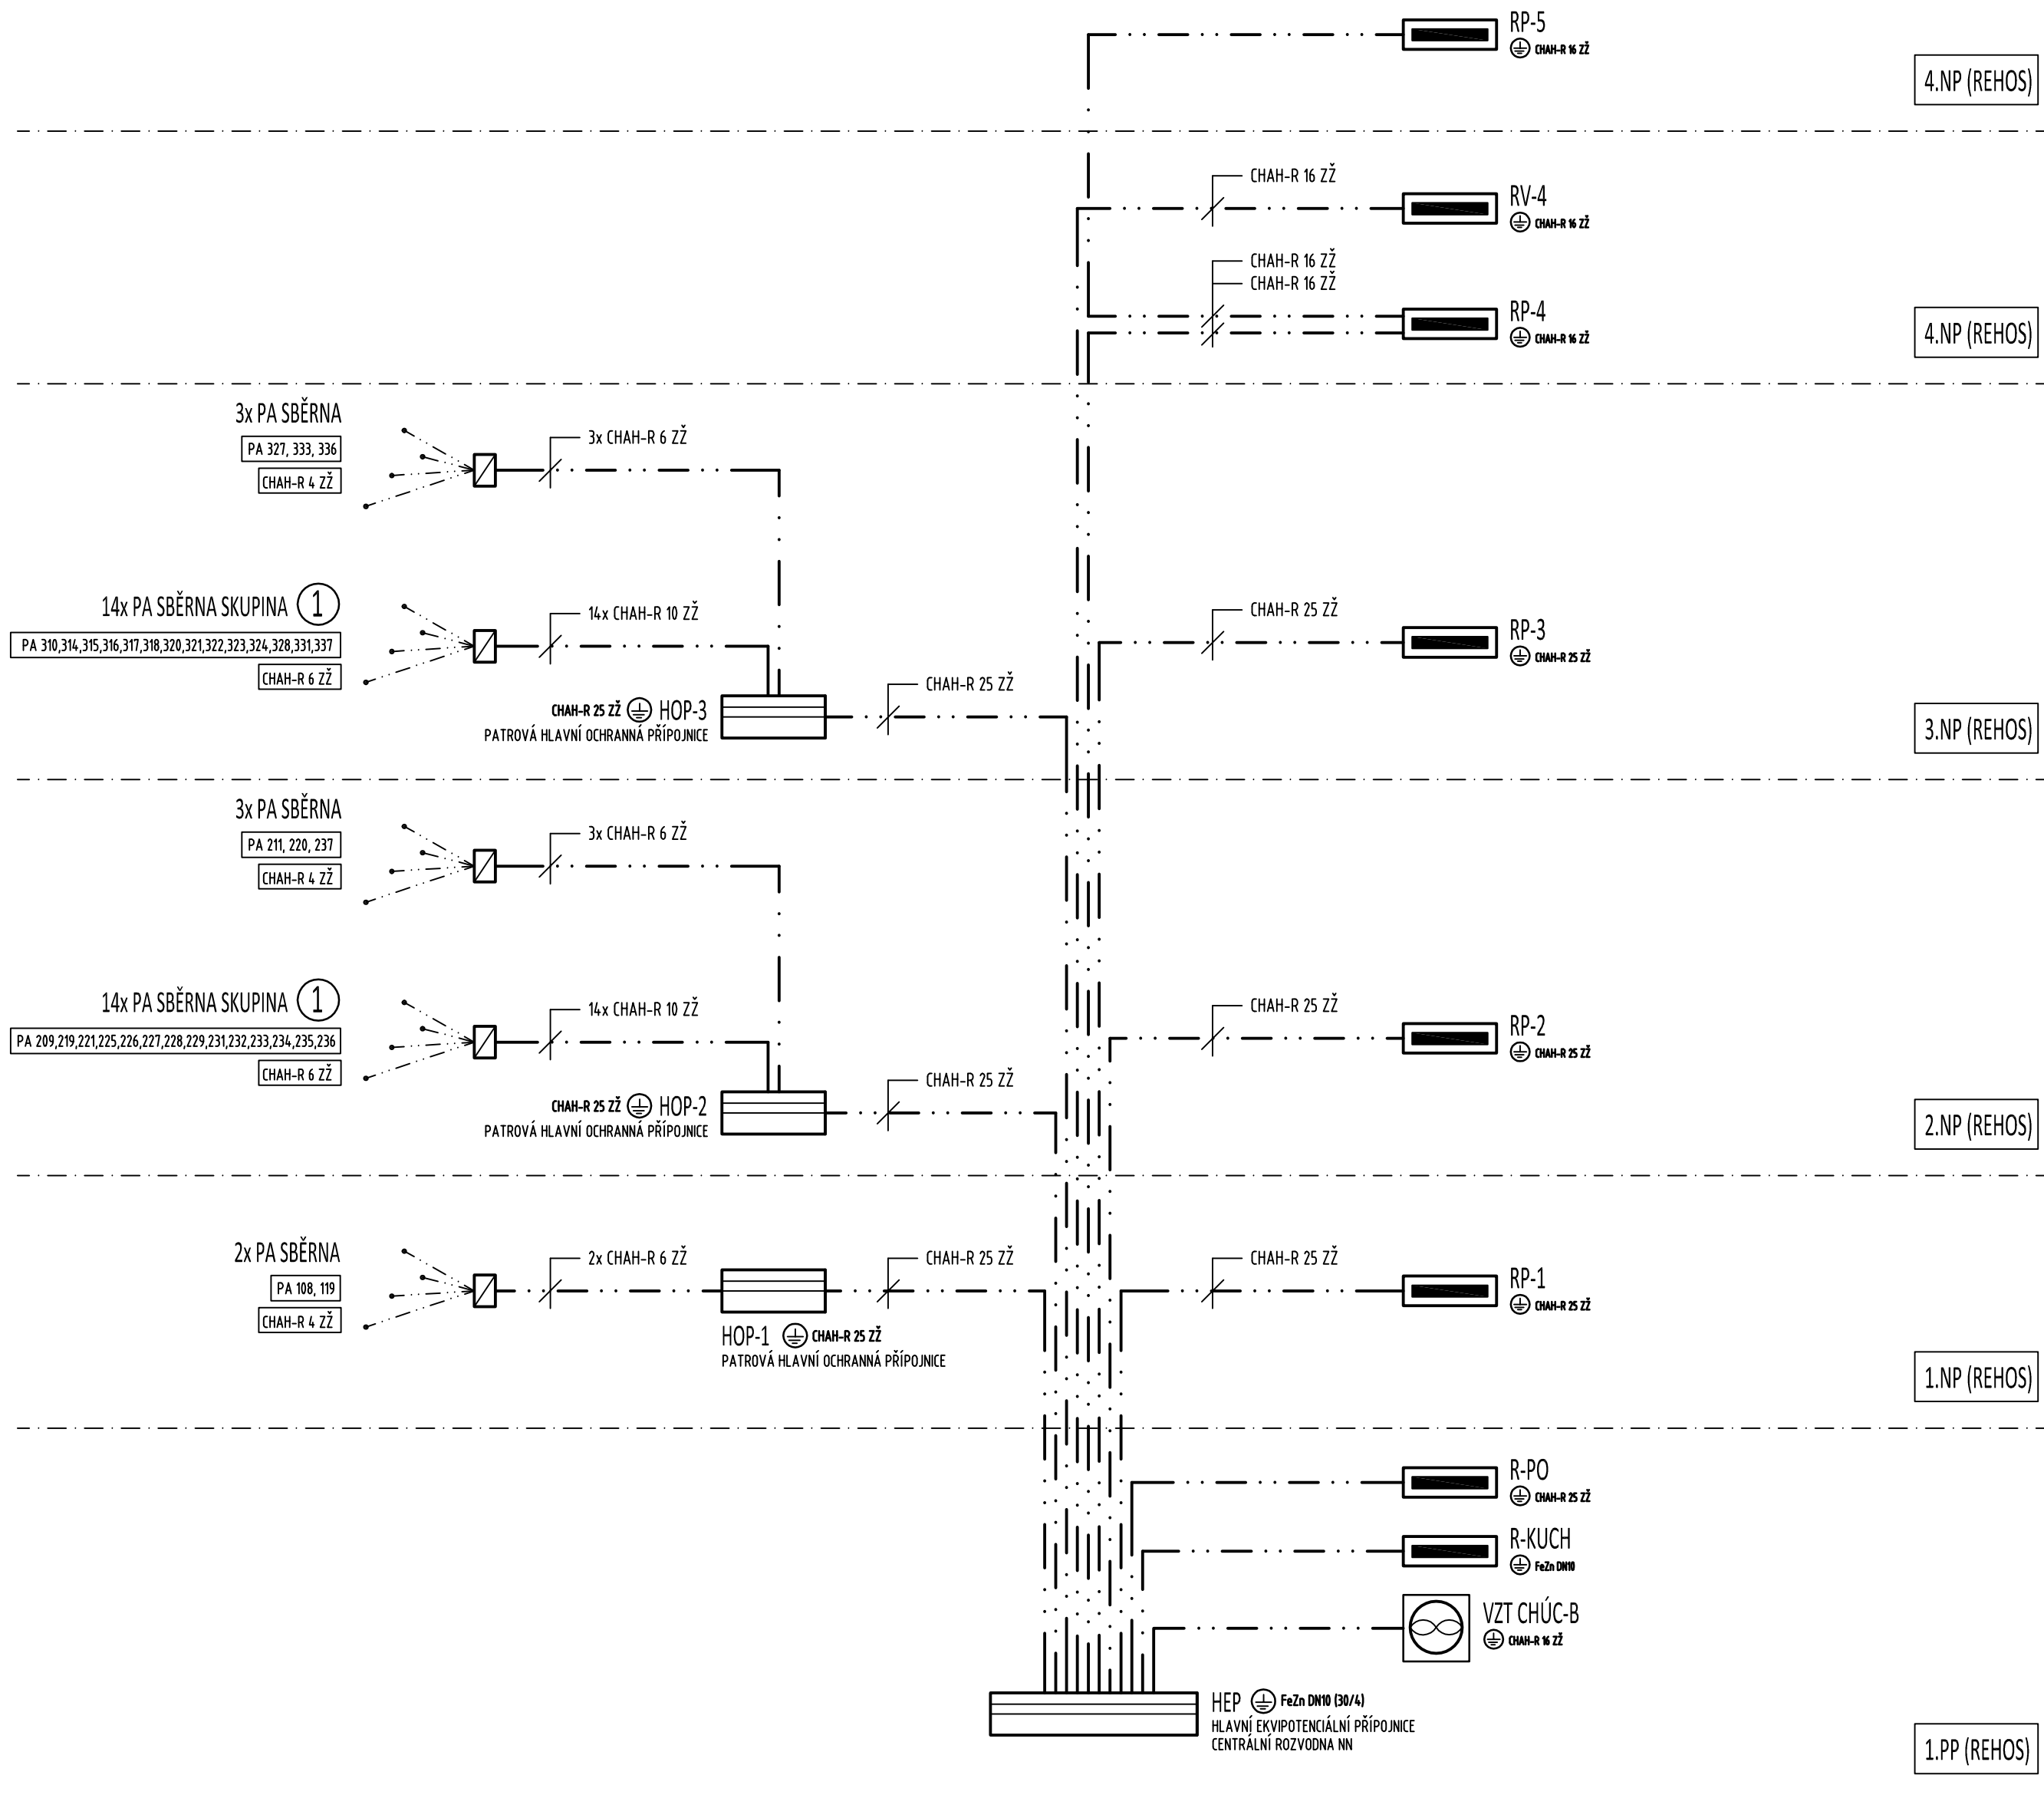 RP-5
CHAH-R 16 ZŽ
4.NP (REHOS)
CHAH-R 16 ZŽ
RV-4
CHAH-R 16 ZŽ
CHAH-R 16 ZŽ
CHAH-R 16 ZŽ
RP-4
CHAH-R 16 ZŽ
4.NP (REHOS)
3x PA SBĚRNA
PA 327, 333, 336
CHAH-R 4 ZŽ
3x CHAH-R 6 ZŽ
14x PA SBĚRNA SKUPINA 1
PA 310,314,315,316,317,318,320,321,322,323,324,328,331,337
CHAH-R 6 ZŽ
14x CHAH-R 10 ZŽ
CHAH-R 25 ZŽ
RP-3
CHAH-R 25 ZŽ
CHAH-R 25 ZŽ
CHAH-R 25 ZŽ HOP-3
PATROVÁ HLAVNÍ OCHRANNÁ PŘÍPOJNICE
3.NP (REHOS)
3x PA SBĚRNA
PA 211, 220, 237
CHAH-R 4 ZŽ
3x CHAH-R 6 ZŽ
14x PA SBĚRNA SKUPINA 1
PA 209,219,221,225,226,227,228,229,231,232,233,234,235,236
CHAH-R 6 ZŽ
14x CHAH-R 10 ZŽ
CHAH-R 25 ZŽ
RP-2
CHAH-R 25 ZŽ
CHAH-R 25 ZŽ
CHAH-R 25 ZŽ HOP-2
PATROVÁ HLAVNÍ OCHRANNÁ PŘÍPOJNICE
2.NP (REHOS)
2x PA SBĚRNA
PA 108, 119
CHAH-R 4 ZŽ
2x CHAH-R 6 ZŽ
CHAH-R 25 ZŽ
CHAH-R 25 ZŽ
RP-1
CHAH-R 25 ZŽ
HOP-1 CHAH-R 25 ZŽ
PATROVÁ HLAVNÍ OCHRANNÁ PŘÍPOJNICE
1.NP (REHOS)
R-PO
CHAH-R 25 ZŽ
R-KUCH
FeZn DN10
VZT CHÚC-B
CHAH-R 16 ZŽ
HEP FeZn DN10 (30/4)
HLAVNÍ EKVIPOTENCIÁLNÍ PŘÍPOJNICE
CENTRÁLNÍ ROZVODNA NN
1.PP (REHOS)